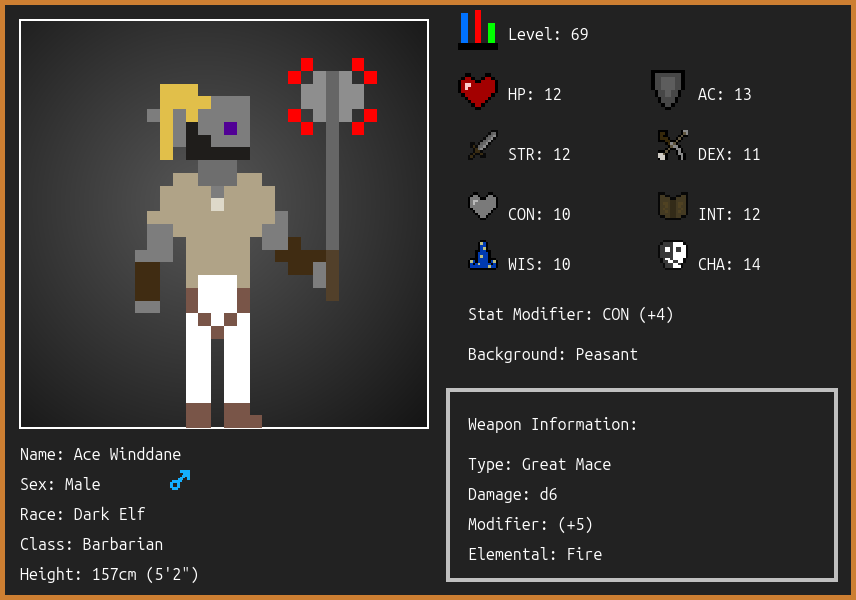 Level: 69
HP: 12
AC: 13
STR: 12
DEX: 11
CON: 10
INT: 12
WIS: 10
CHA: 14
Stat Modifier: CON (+4)
Background: Peasant
Weapon Information:
Type: Great Mace
Damage: d6
Modifier: (+5)
Elemental: Fire
Name: Ace Winddane
Sex: Male
Race: Dark Elf
Class: Barbarian
Height: 157cm (5'2")